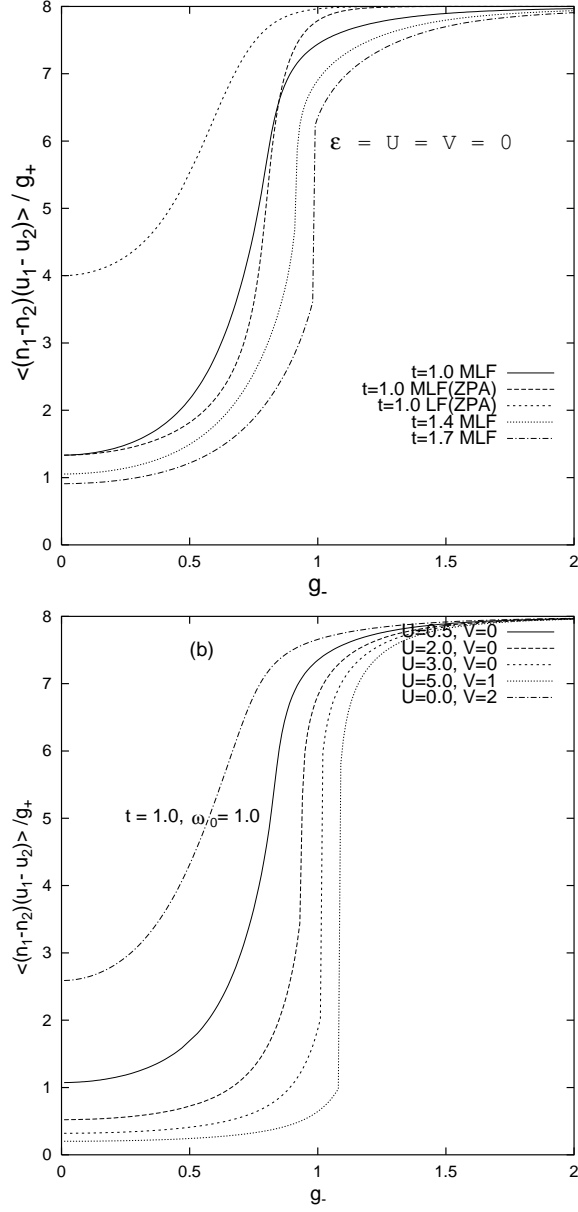 8
7
6
5
4
3
2
1
0
<(n₁-n₂)(u₁- u₂)> / g₊
ε = U = V = 0
t=1.0 MLF
t=1.0 MLF(ZPA)
t=1.0 LF(ZPA)
t=1.4 MLF
t=1.7 MLF
0 0.5 1 1.5 2
g₋
8
7
6
5
4
3
2
1
0
<(n₁-n₂)(u₁- u₂)> /g₊
(b)
U=0.5, V=0
U=2.0, V=0
U=3.0, V=0
U=5.0, V=1
U=0.0, V=2
t = 1.0, ω₀= 1.0
0 0.5 1 1.5 2
g₋